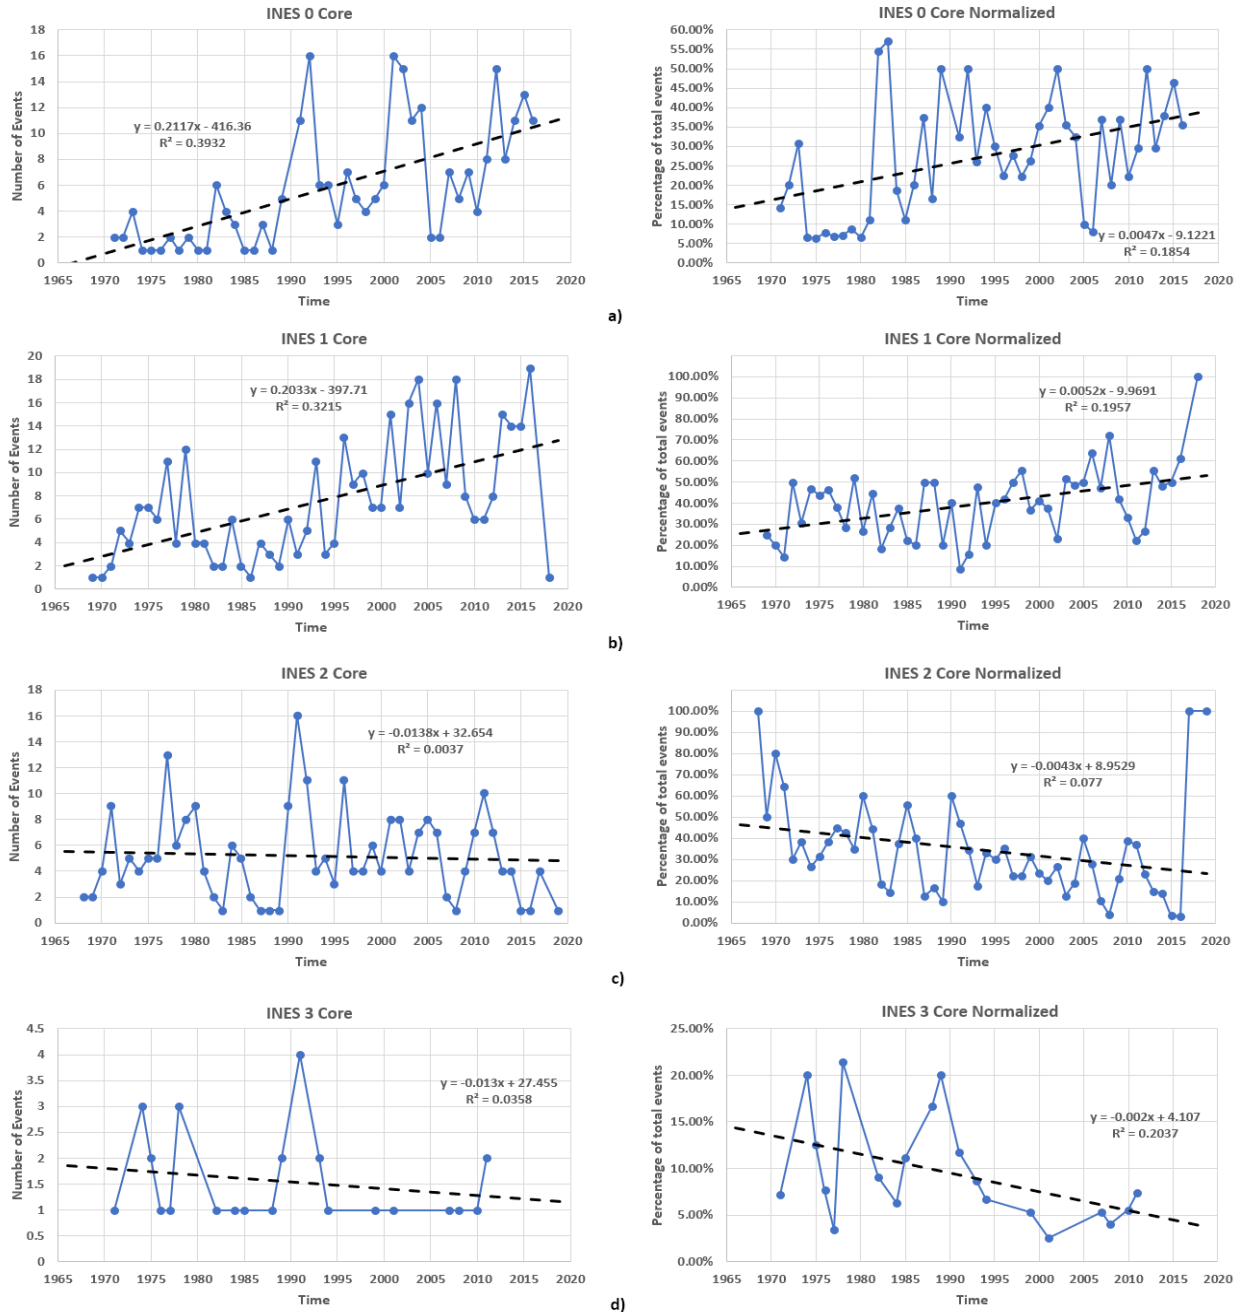 INES 0 Core
Number of Events
18
16
14
12
10
8
6
4
2
0
y = 0.2117x - 416.36
R² = 0.3932
1965 1970 1975 1980 1985 1990 1995 2000 2005 2010 2015 2020
Time
INES 0 Core Normalized
Percentage of total events
60.00%
55.00%
50.00%
45.00%
40.00%
35.00%
30.00%
25.00%
20.00%
15.00%
10.00%
5.00%
0.00%
y = 0.0047x - 9.1221
R² = 0.1854
1965 1970 1975 1980 1985 1990 1995 2000 2005 2010 2015 2020
Time
a)
INES 1 Core
Number of Events
20
18
16
14
12
10
8
6
4
2
0
y = 0.2033x - 397.71
R² = 0.3215
1965 1970 1975 1980 1985 1990 1995 2000 2005 2010 2015 2020
Time
INES 1 Core Normalized
Percentage of total events
100.00%
90.00%
80.00%
70.00%
60.00%
50.00%
40.00%
30.00%
20.00%
10.00%
0.00%
y = 0.0052x - 9.9691
R² = 0.1957
1965 1970 1975 1980 1985 1990 1995 2000 2005 2010 2015 2020
Time
b)
INES 2 Core
Number of Events
18
16
14
12
10
8
6
4
2
0
y = -0.0138x + 32.654
R² = 0.0037
1965 1970 1975 1980 1985 1990 1995 2000 2005 2010 2015 2020
Time
INES 2 Core Normalized
Percentage of total events
100.00%
90.00%
80.00%
70.00%
60.00%
50.00%
40.00%
30.00%
20.00%
10.00%
0.00%
y = -0.0043x + 8.9529
R² = 0.077
1965 1970 1975 1980 1985 1990 1995 2000 2005 2010 2015 2020
Time
c)
INES 3 Core
Number of Events
4.5
4
3.5
3
2.5
2
1.5
1
0.5
0
y = -0.013x + 27.455
R² = 0.0358
1965 1970 1975 1980 1985 1990 1995 2000 2005 2010 2015 2020
Time
INES 3 Core Normalized
Percentage of total events
25.00%
20.00%
15.00%
10.00%
5.00%
0.00%
y = -0.002x + 4.107
R² = 0.2037
1965 1970 1975 1980 1985 1990 1995 2000 2005 2010 2015 2020
Time
d)